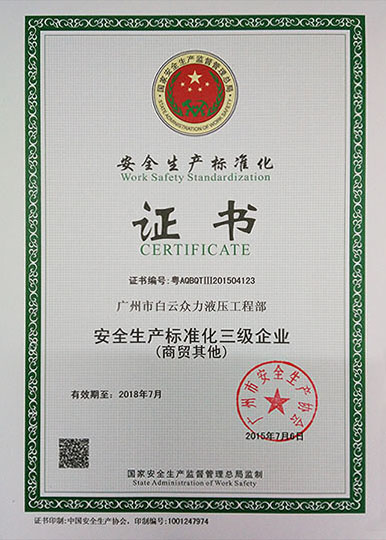 国家安全生产监督管理总局
STATE ADMINISTRATION OF WORK SAFETY
安全生产标准化
Work Safety Standardization
证书
CERTIFICATE
证书编号:粤AQBQTIII201504123
广州市白云众力液压工程部
安全生产标准化三级企业
(商贸其他)
有效期至:2018年7月
广州市安全生产协会
2015年7月6日
国家安全生产监督管理总局监制
State Administration of Work Safety
证书印制:中国安全生产协会, 印制编号:1001247974